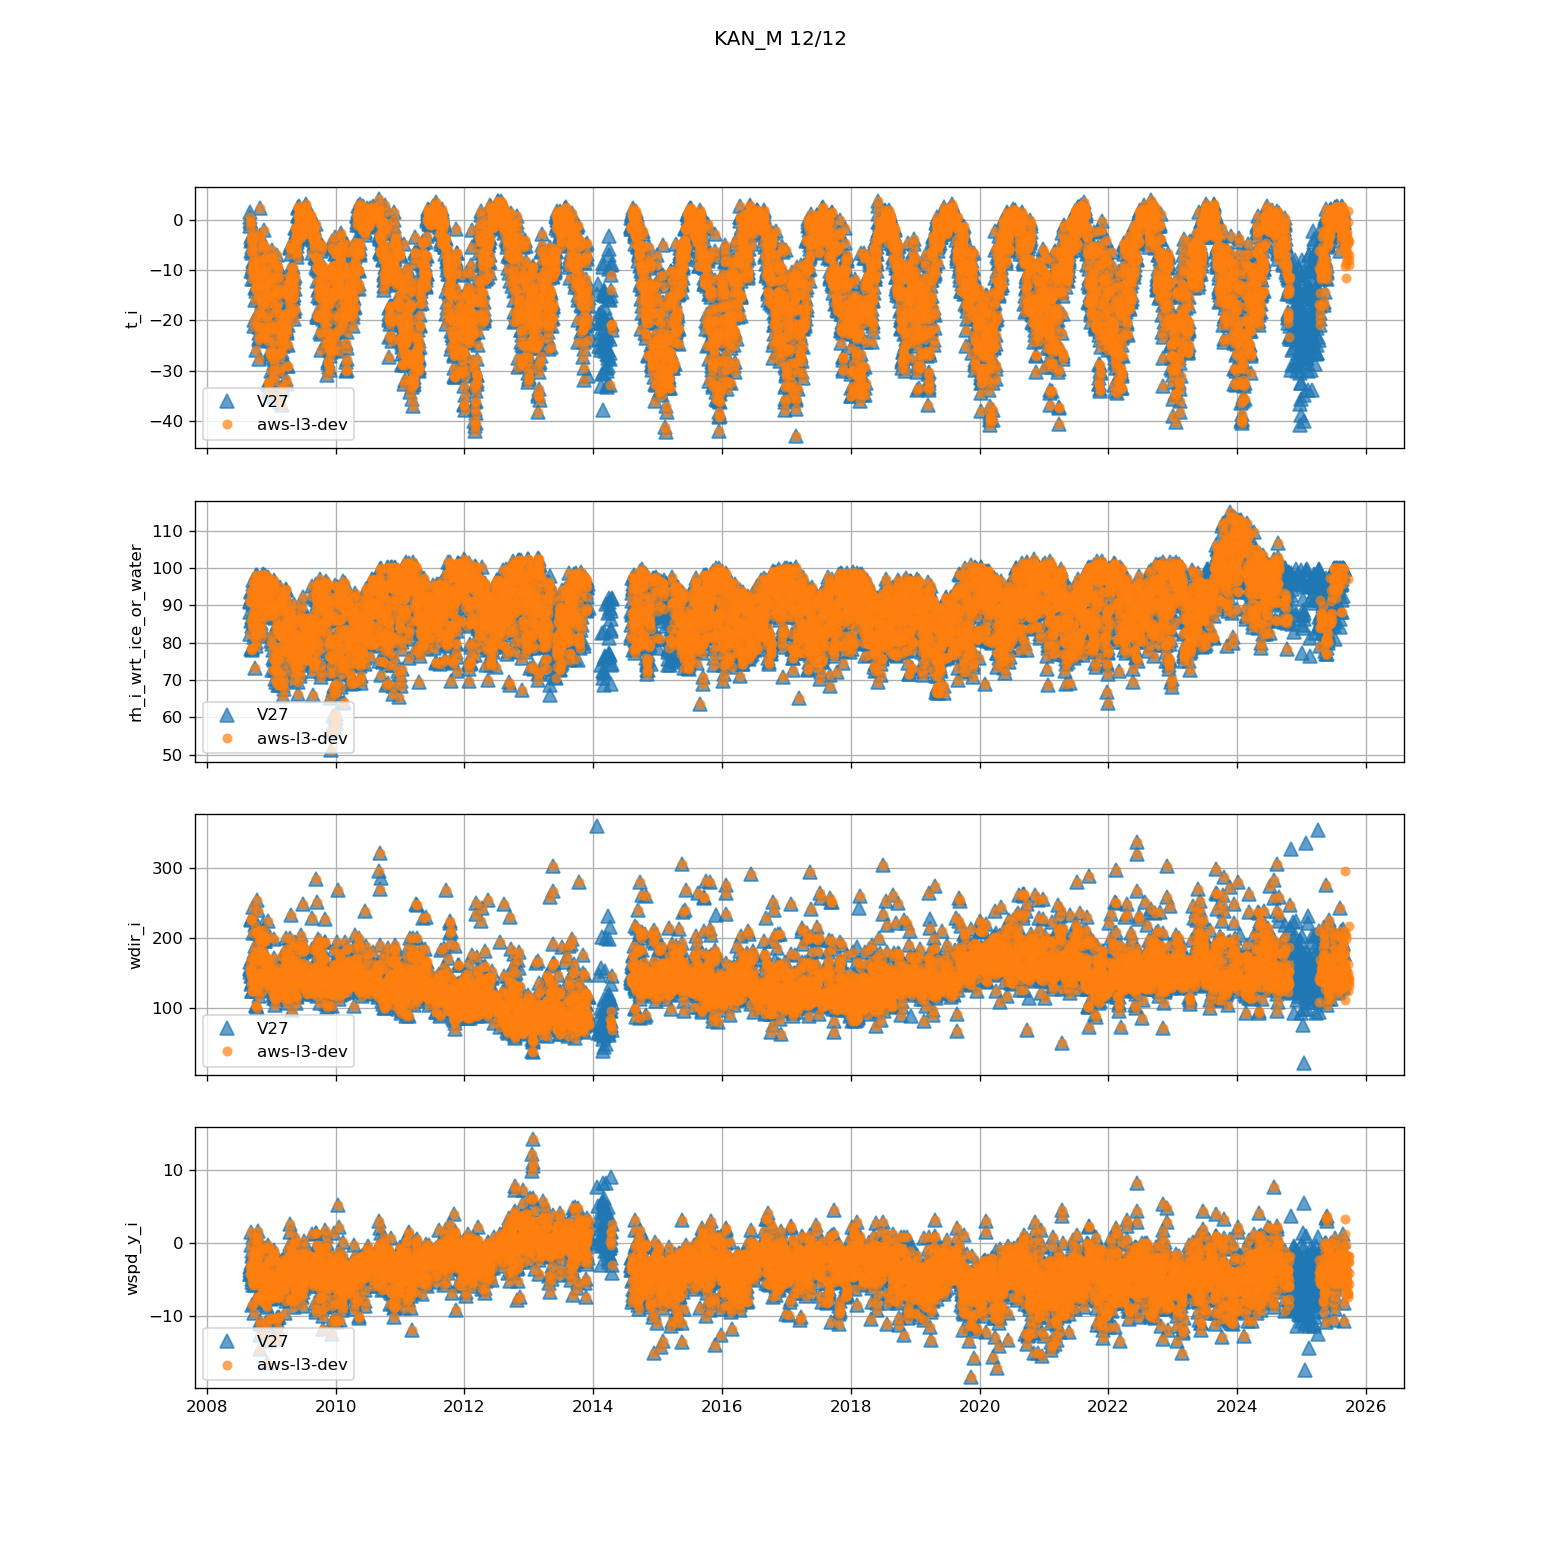 KAN_M 12/12
0
−10
−20
−30
−40
t_i
V27
aws-l3-dev
110
100
90
80
70
60
50
rh_i_wrt_ice_or_water
V27
aws-l3-dev
300
200
100
wdir_i
V27
aws-l3-dev
10
0
−10
wspd_y_i
V27
aws-l3-dev
2008 2010 2012 2014 2016 2018 2020 2022 2024 2026